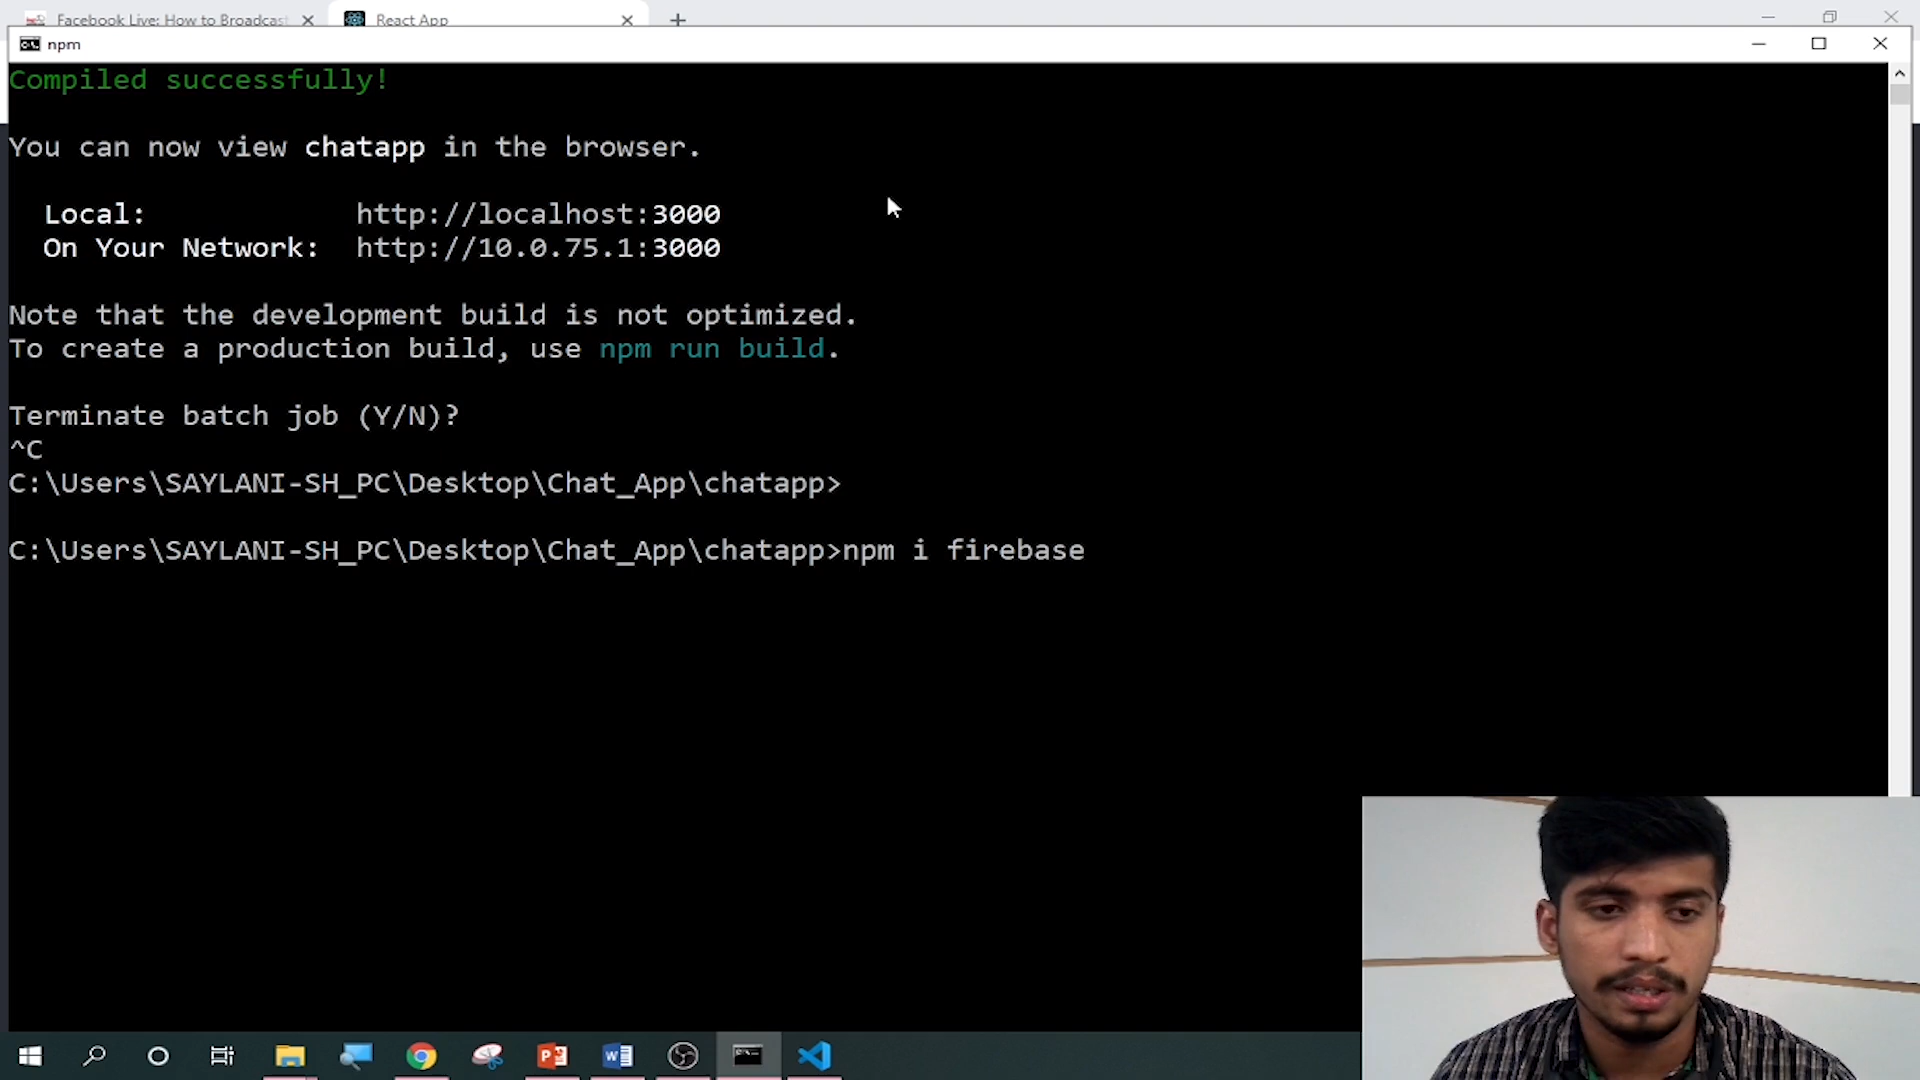 Facebook Live: How to Broadcast
React App
npm
Compiled successfully!
You can now view chatapp in the browser.
Local: http://localhost:3000
On Your Network: http://10.0.75.1:3000
Note that the development build is not optimized.
To create a production build, use npm run build.
Terminate batch job (Y/N)?
^C
C:\Users\SAYLANI-SH_PC\Desktop\Chat_App\chatapp>
C:\Users\SAYLANI-SH_PC\Desktop\Chat_App\chatapp>npm i firebase